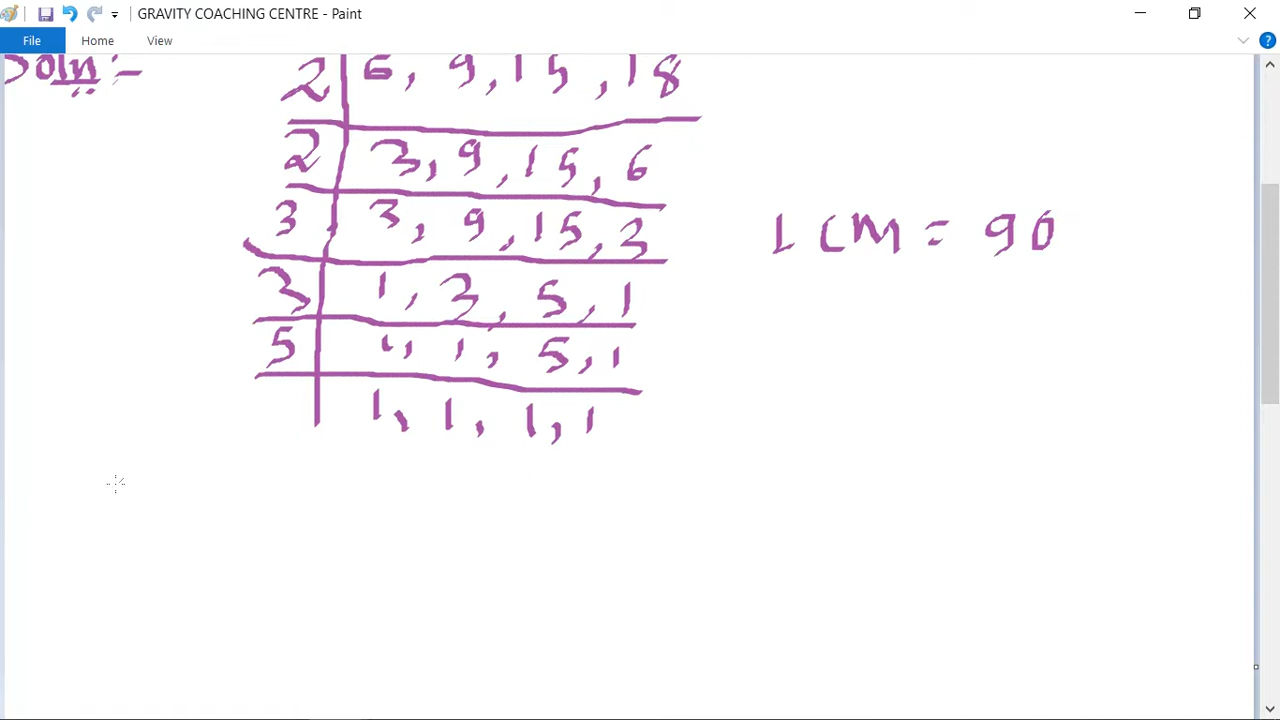 GRAVITY COACHING CENTRE - Paint
File Home View
Soln :-
2 6, 9, 15, 18
2 3, 9, 15, 6
3 3, 9, 15, 3
LCM = 90
3 1, 3, 5, 1
5 1, 1, 5, 1
1, 1, 1, 1